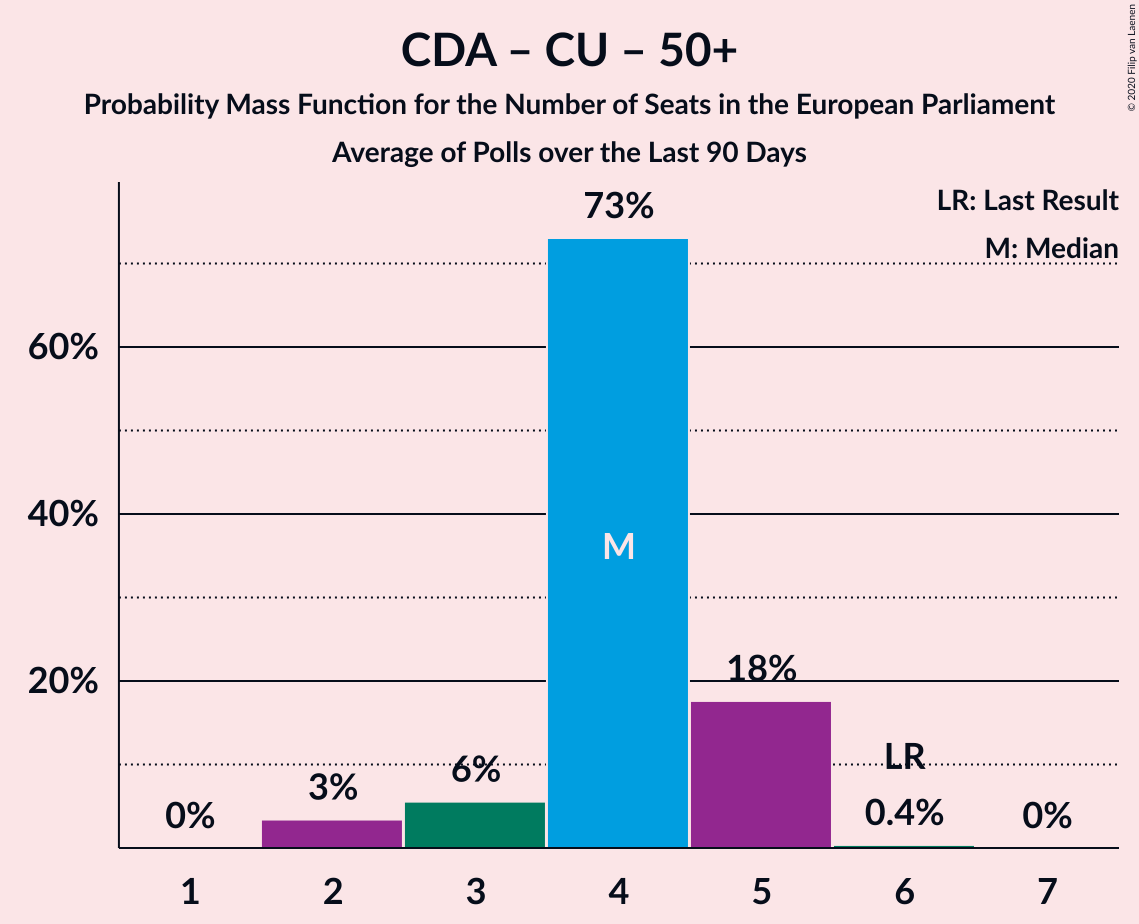 CDA – CU – 50+
Probability Mass Function for the Number of Seats in the European Parliament
Average of Polls over the Last 90 Days
© 2020 Filip van Laenen
LR: Last Result
M: Median
73%
60%
40%
20%
M
18%
LR
6%
3%
0%
0.4%
0%
1 2 3 4 5 6 7